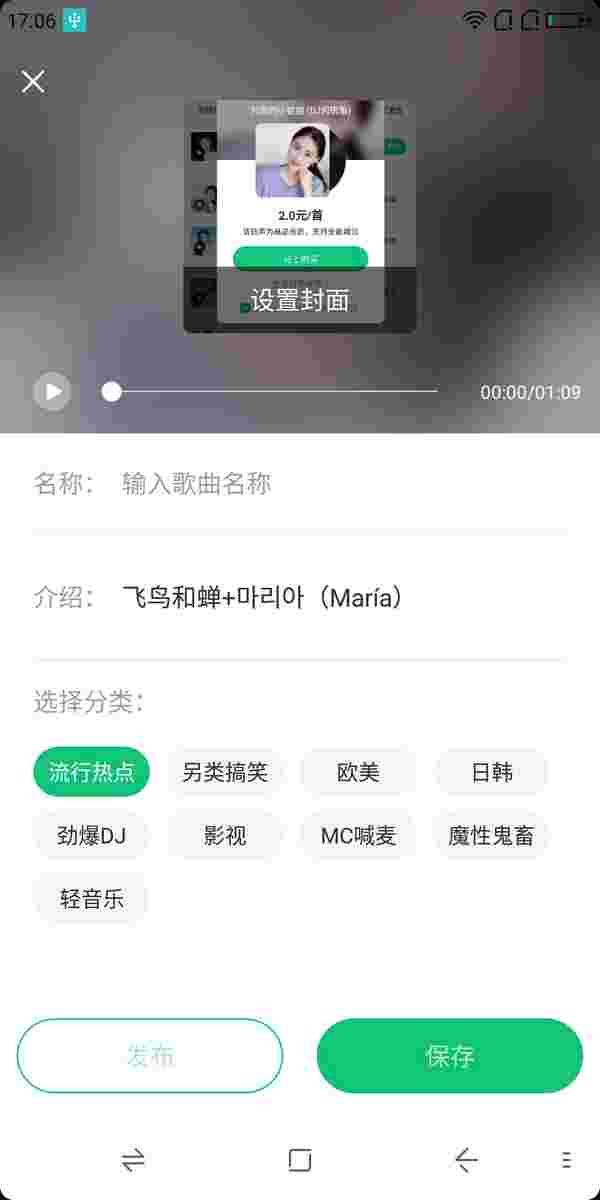 17:06
2.0元/首
设置封面
00:00/01:09
名称： 输入歌曲名称
介绍： 飞鸟和蝉+마리아（María）
选择分类：
流行热点 另类搞笑 欧美 日韩
劲爆DJ 影视 MC喊麦 魔性鬼畜
轻音乐
发布 保存